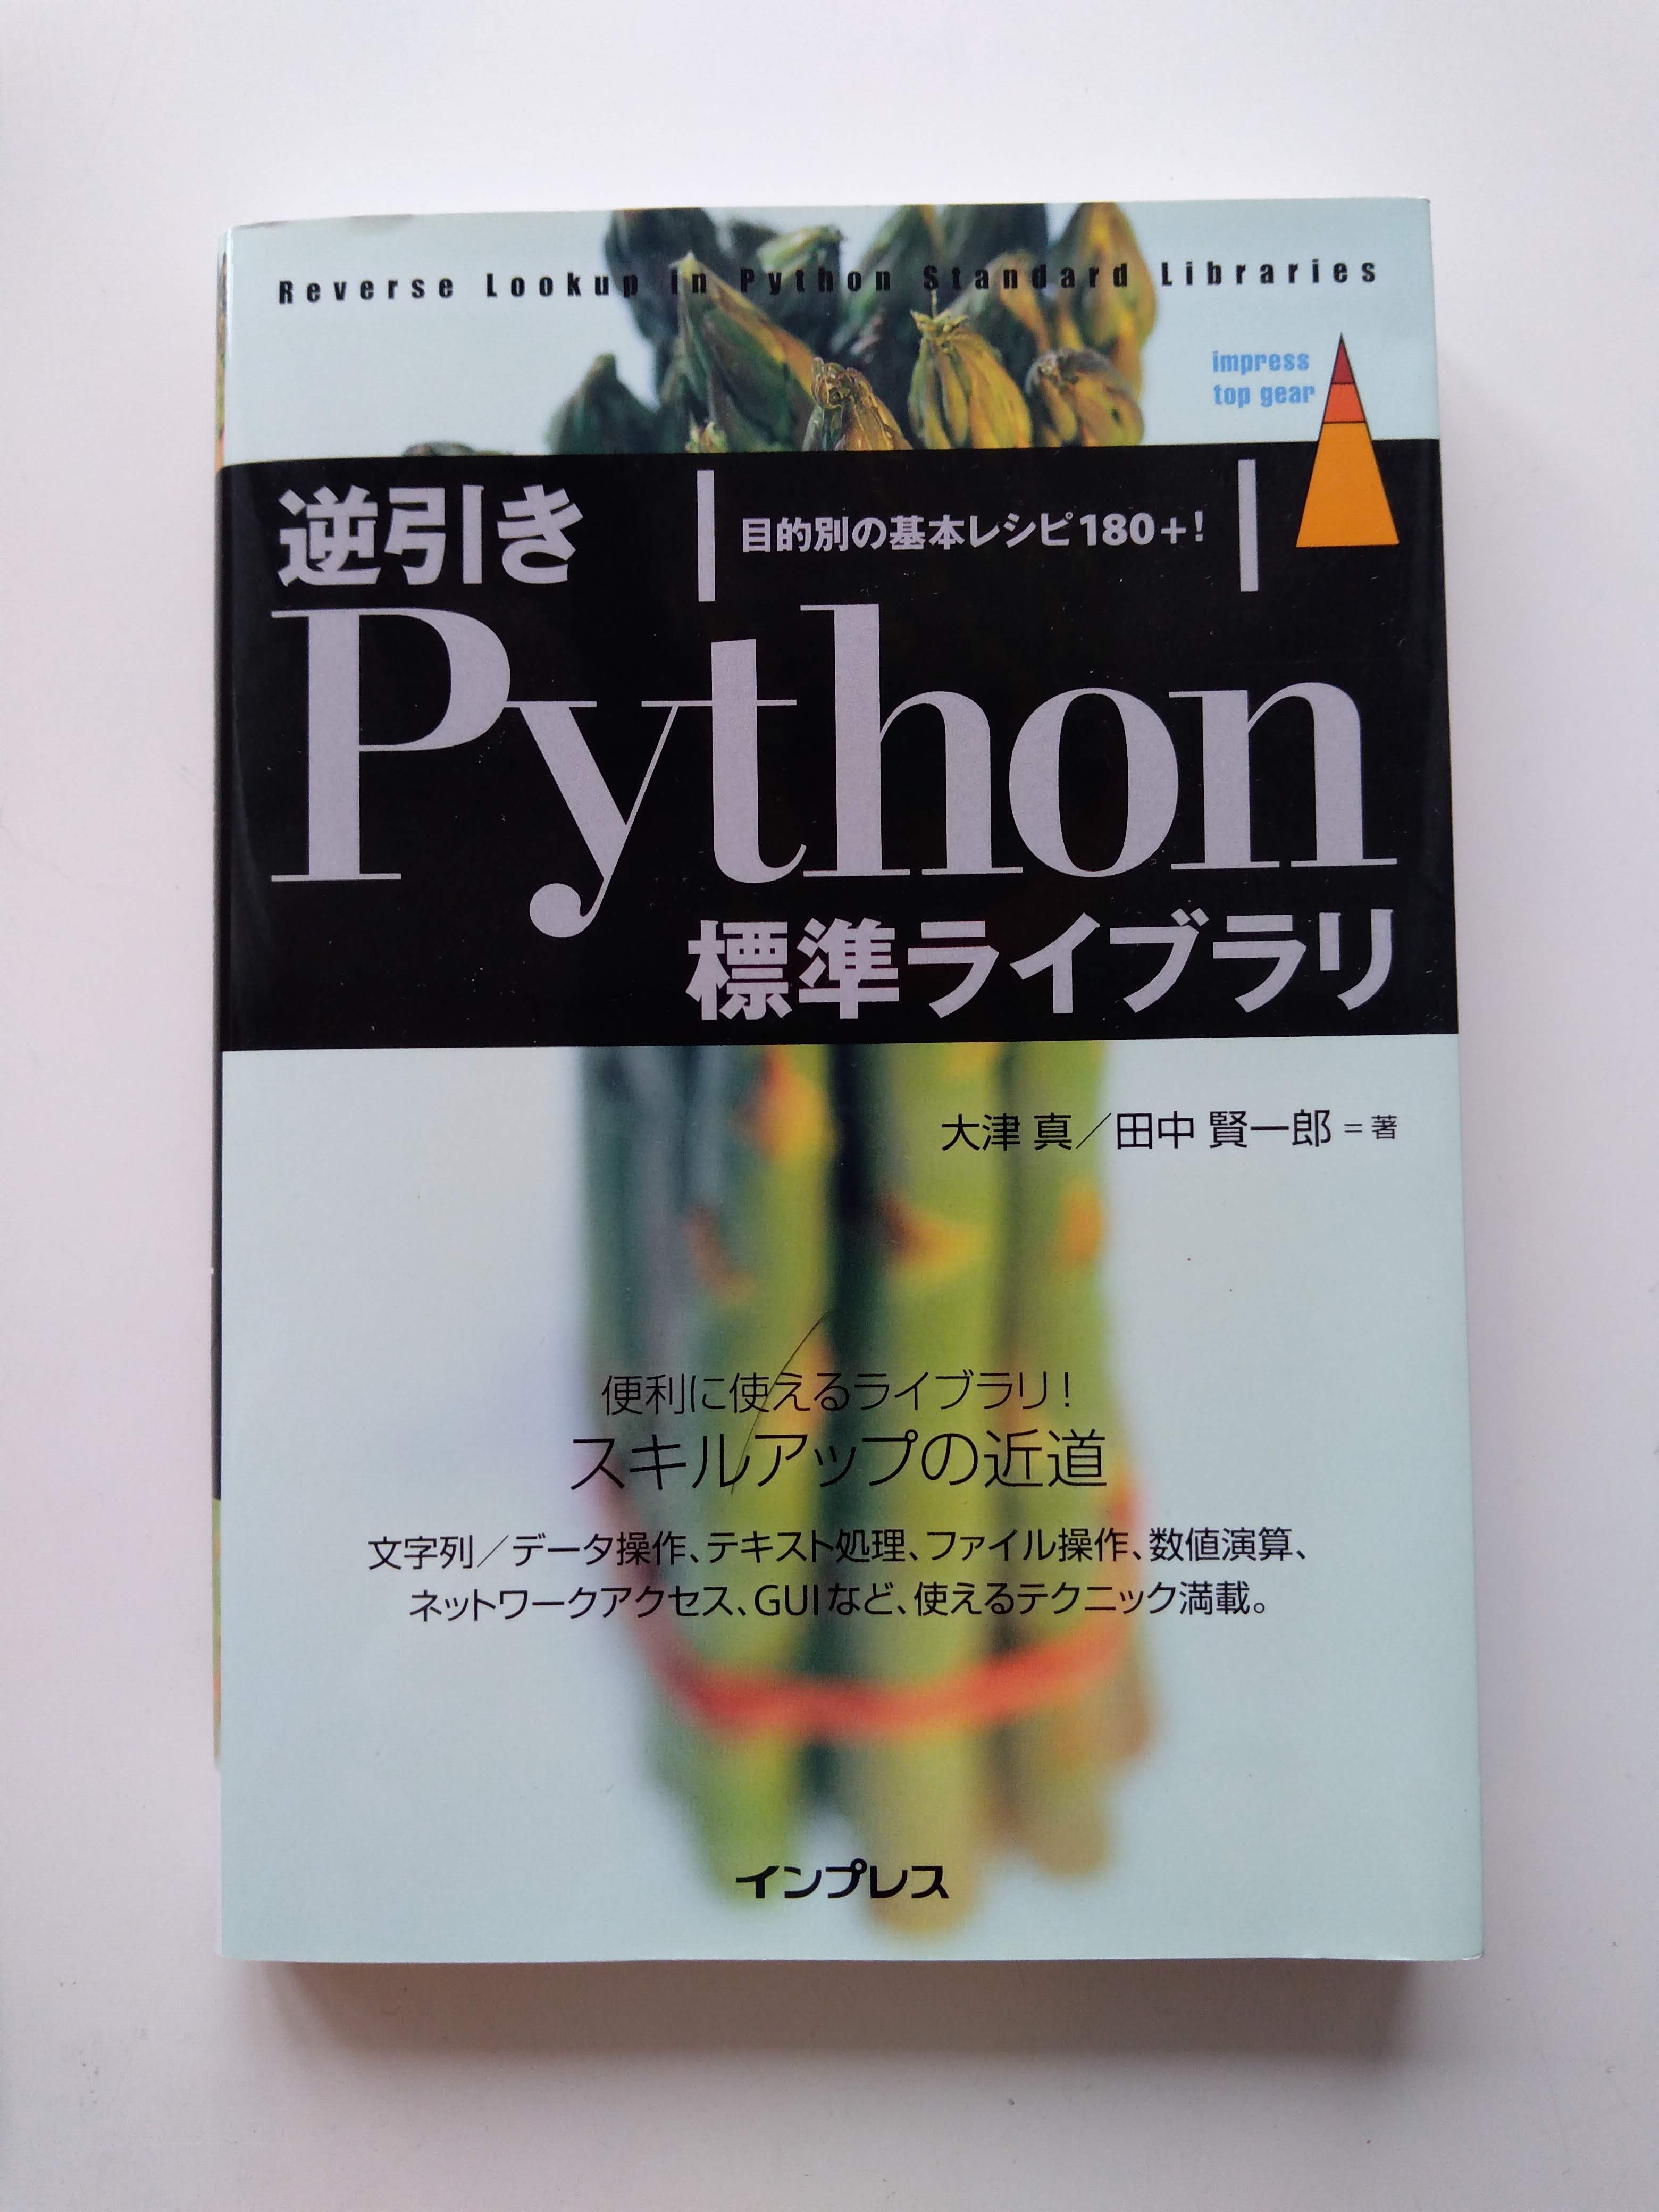 Reverse Lookup in Python Standard Libraries
impress
top gear
逆引き
目的別の基本レシピ180+!
Python
標準ライブラリ
大津 真／田中 賢一郎 = 著
便利に使えるライブラリ!
スキルアップの近道
文字列／データ操作、テキスト処理、ファイル操作、数値演算、
ネットワークアクセス、GUIなど、使えるテクニック満載。
インプレス